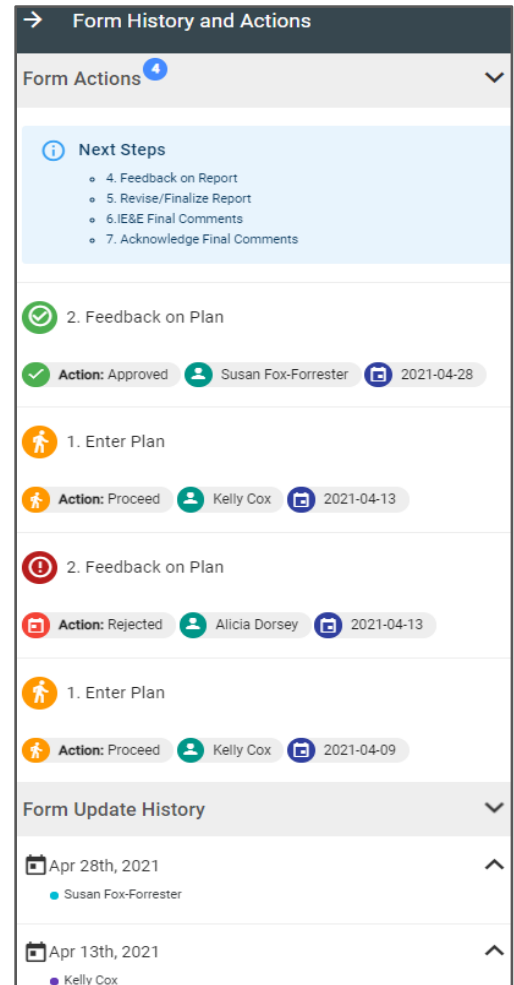 Form History and Actions
Form Actions 4
Next Steps
4. Feedback on Report
5. Revise/Finalize Report
6.IE&E Final Comments
7. Acknowledge Final Comments
2. Feedback on Plan
Action: Approved Susan Fox-Forrester 2021-04-28
1. Enter Plan
Action: Proceed Kelly Cox 2021-04-13
2. Feedback on Plan
Action: Rejected Alicia Dorsey 2021-04-13
1. Enter Plan
Action: Proceed Kelly Cox 2021-04-09
Form Update History
Apr 28th, 2021
Susan Fox-Forrester
Apr 13th, 2021
Kelly Cox